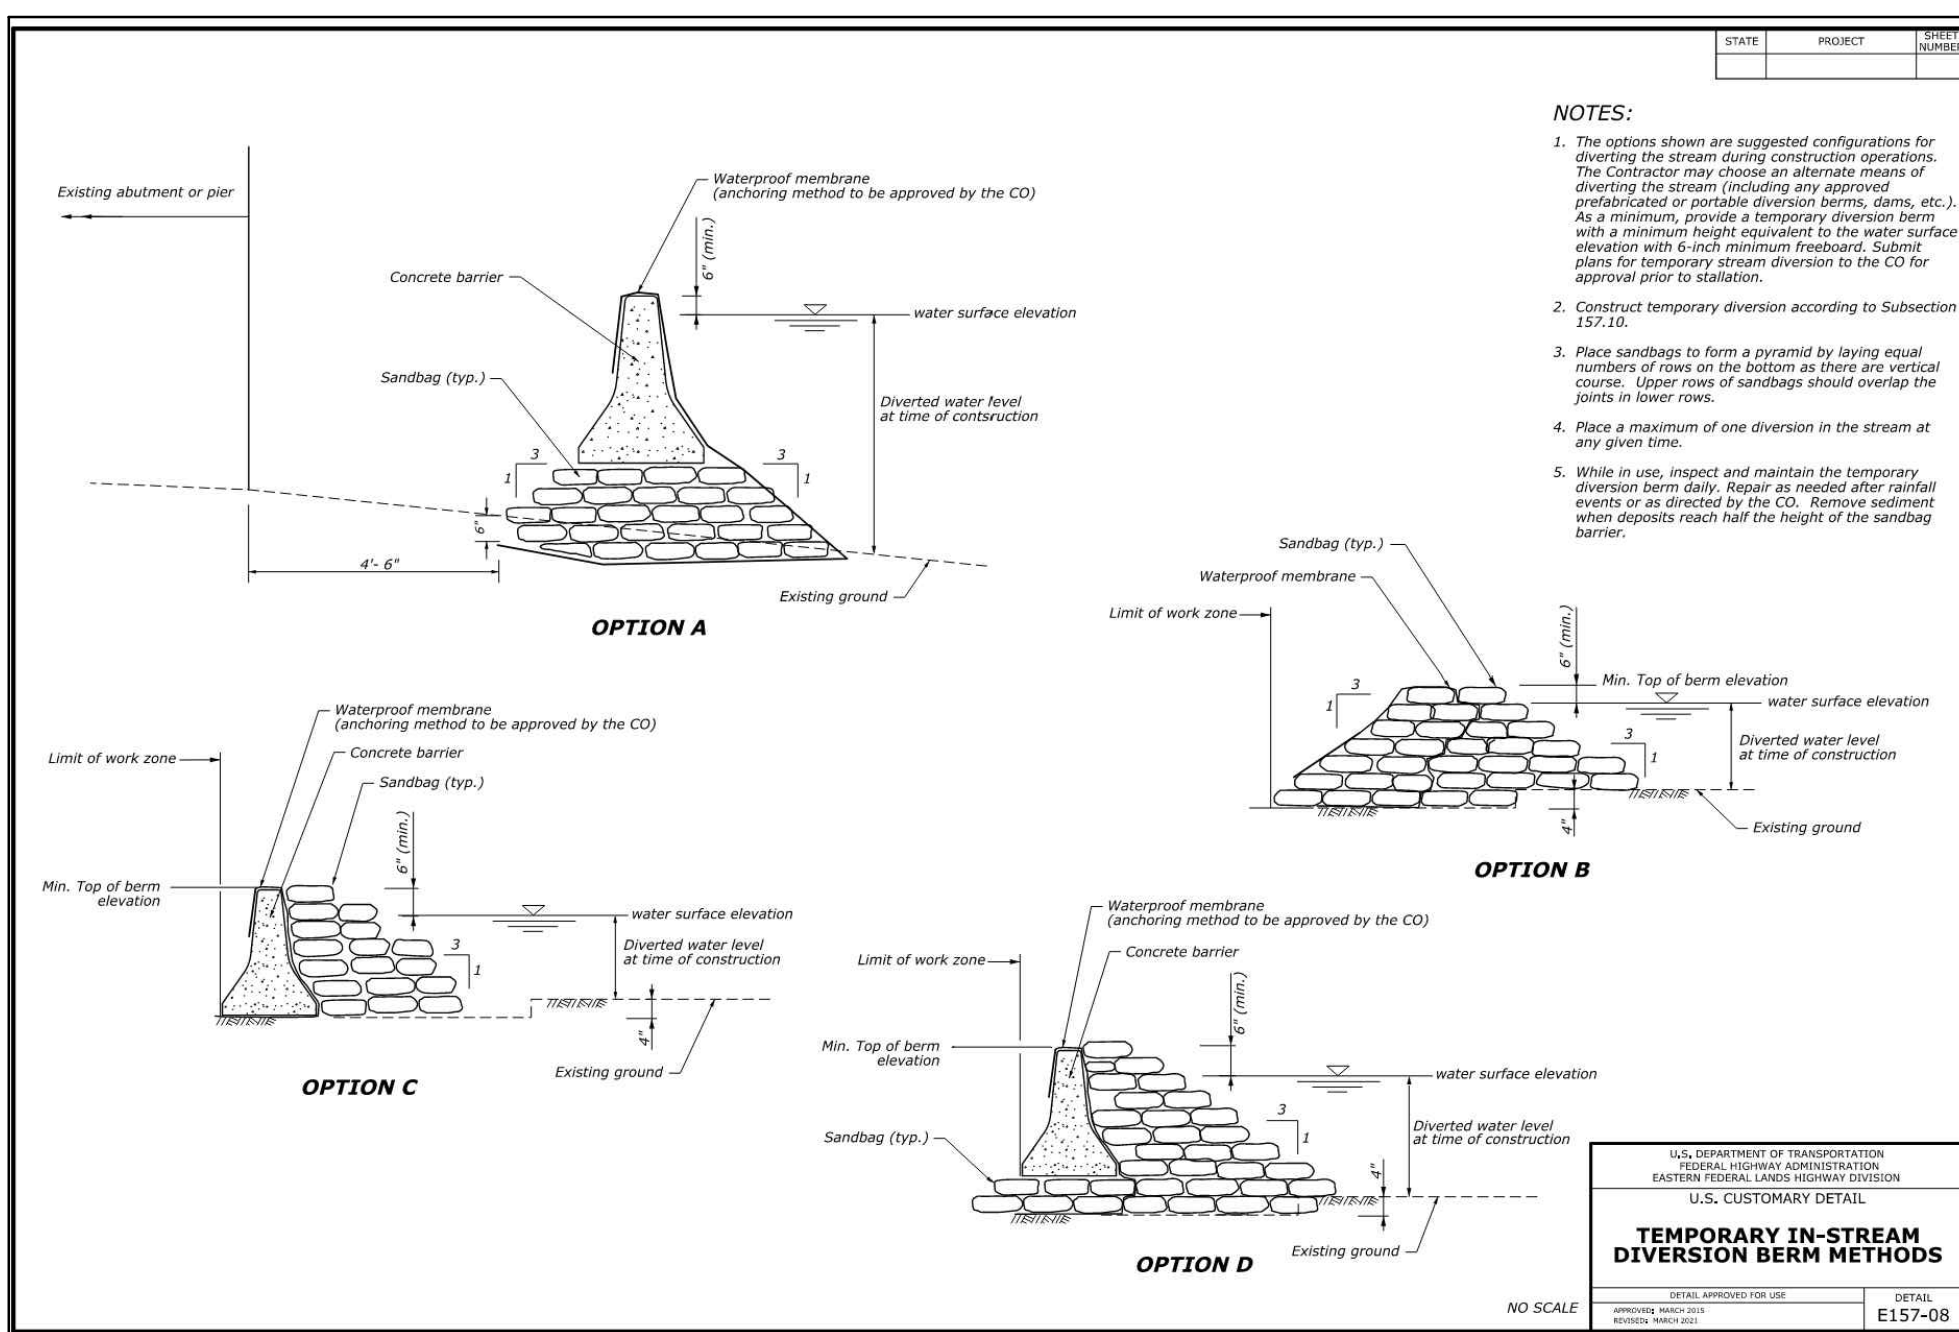 STATE
PROJECT
SHEET
NUMBER
NOTES:
1. The options shown are suggested configurations for
diverting the stream during construction operations.
The Contractor may choose an alternate means of
diverting the stream (including any approved
prefabricated or portable diversion berms, dams, etc.).
As a minimum, provide a temporary diversion berm
with a minimum height equivalent to the water surface
elevation with 6-inch minimum freeboard. Submit
plans for temporary stream diversion to the CO for
approval prior to stallation.
2. Construct temporary diversion according to Subsection
157.10.
3. Place sandbags to form a pyramid by laying equal
numbers of rows on the bottom as there are vertical
course. Upper rows of sandbags should overlap the
joints in lower rows.
4. Place a maximum of one diversion in the stream at
any given time.
5. While in use, inspect and maintain the temporary
diversion berm daily. Repair as needed after rainfall
events or as directed by the CO. Remove sediment
when deposits reach half the height of the sandbag
barrier.
Existing abutment or pier
Waterproof membrane
(anchoring method to be approved by the CO)
6" (min.)
Concrete barrier
water surface elevation
Sandbag (typ.)
Diverted water level
at time of contsruction
3
1
3
1
6"
4'- 6"
Existing ground
OPTION A
Sandbag (typ.)
Waterproof membrane
Limit of work zone
6" (min.)
Min. Top of berm elevation
water surface elevation
3
1
3
1
Diverted water level
at time of construction
4"
Existing ground
OPTION B
Waterproof membrane
(anchoring method to be approved by the CO)
Concrete barrier
Limit of work zone
Sandbag (typ.)
6" (min.)
Min. Top of berm
elevation
water surface elevation
3
1
Diverted water level
at time of construction
4"
Existing ground
OPTION C
Waterproof membrane
(anchoring method to be approved by the CO)
Concrete barrier
Limit of work zone
6" (min.)
Min. Top of berm
elevation
water surface elevation
3
1
Sandbag (typ.)
Diverted water level
at time of construction
4"
Existing ground
OPTION D
NO SCALE
U.S. DEPARTMENT OF TRANSPORTATION
FEDERAL HIGHWAY ADMINISTRATION
EASTERN FEDERAL LANDS HIGHWAY DIVISION
U.S. CUSTOMARY DETAIL
TEMPORARY IN-STREAM
DIVERSION BERM METHODS
DETAIL APPROVED FOR USE
APPROVED: MARCH 2015
REVISED: MARCH 2021
DETAIL
E157-08